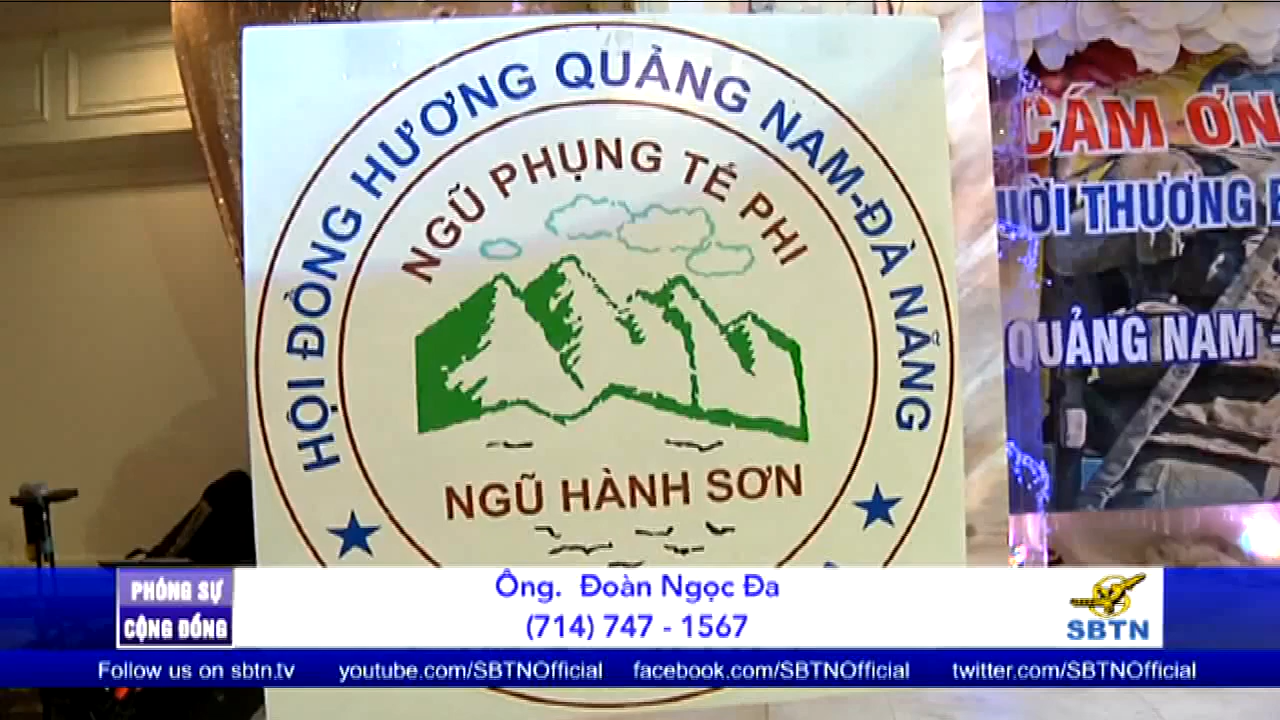 HỘI ĐỒNG HƯƠNG QUẢNG NAM-ĐÀ NẴNG
NGŨ PHỤNG TỀ PHI
NGŨ HÀNH SƠN
CÁM ƠN
THƯƠNG
QUẢNG NAM -
PHÓNG SỰ
CỘNG ĐỒNG
Ông. Đoàn Ngọc Đa
(714) 747 - 1567
SBTN
Follow us on sbtn.tv youtube.com/SBTNOfficial facebook.com/SBTNOfficial twitter.com/SBTNOfficial